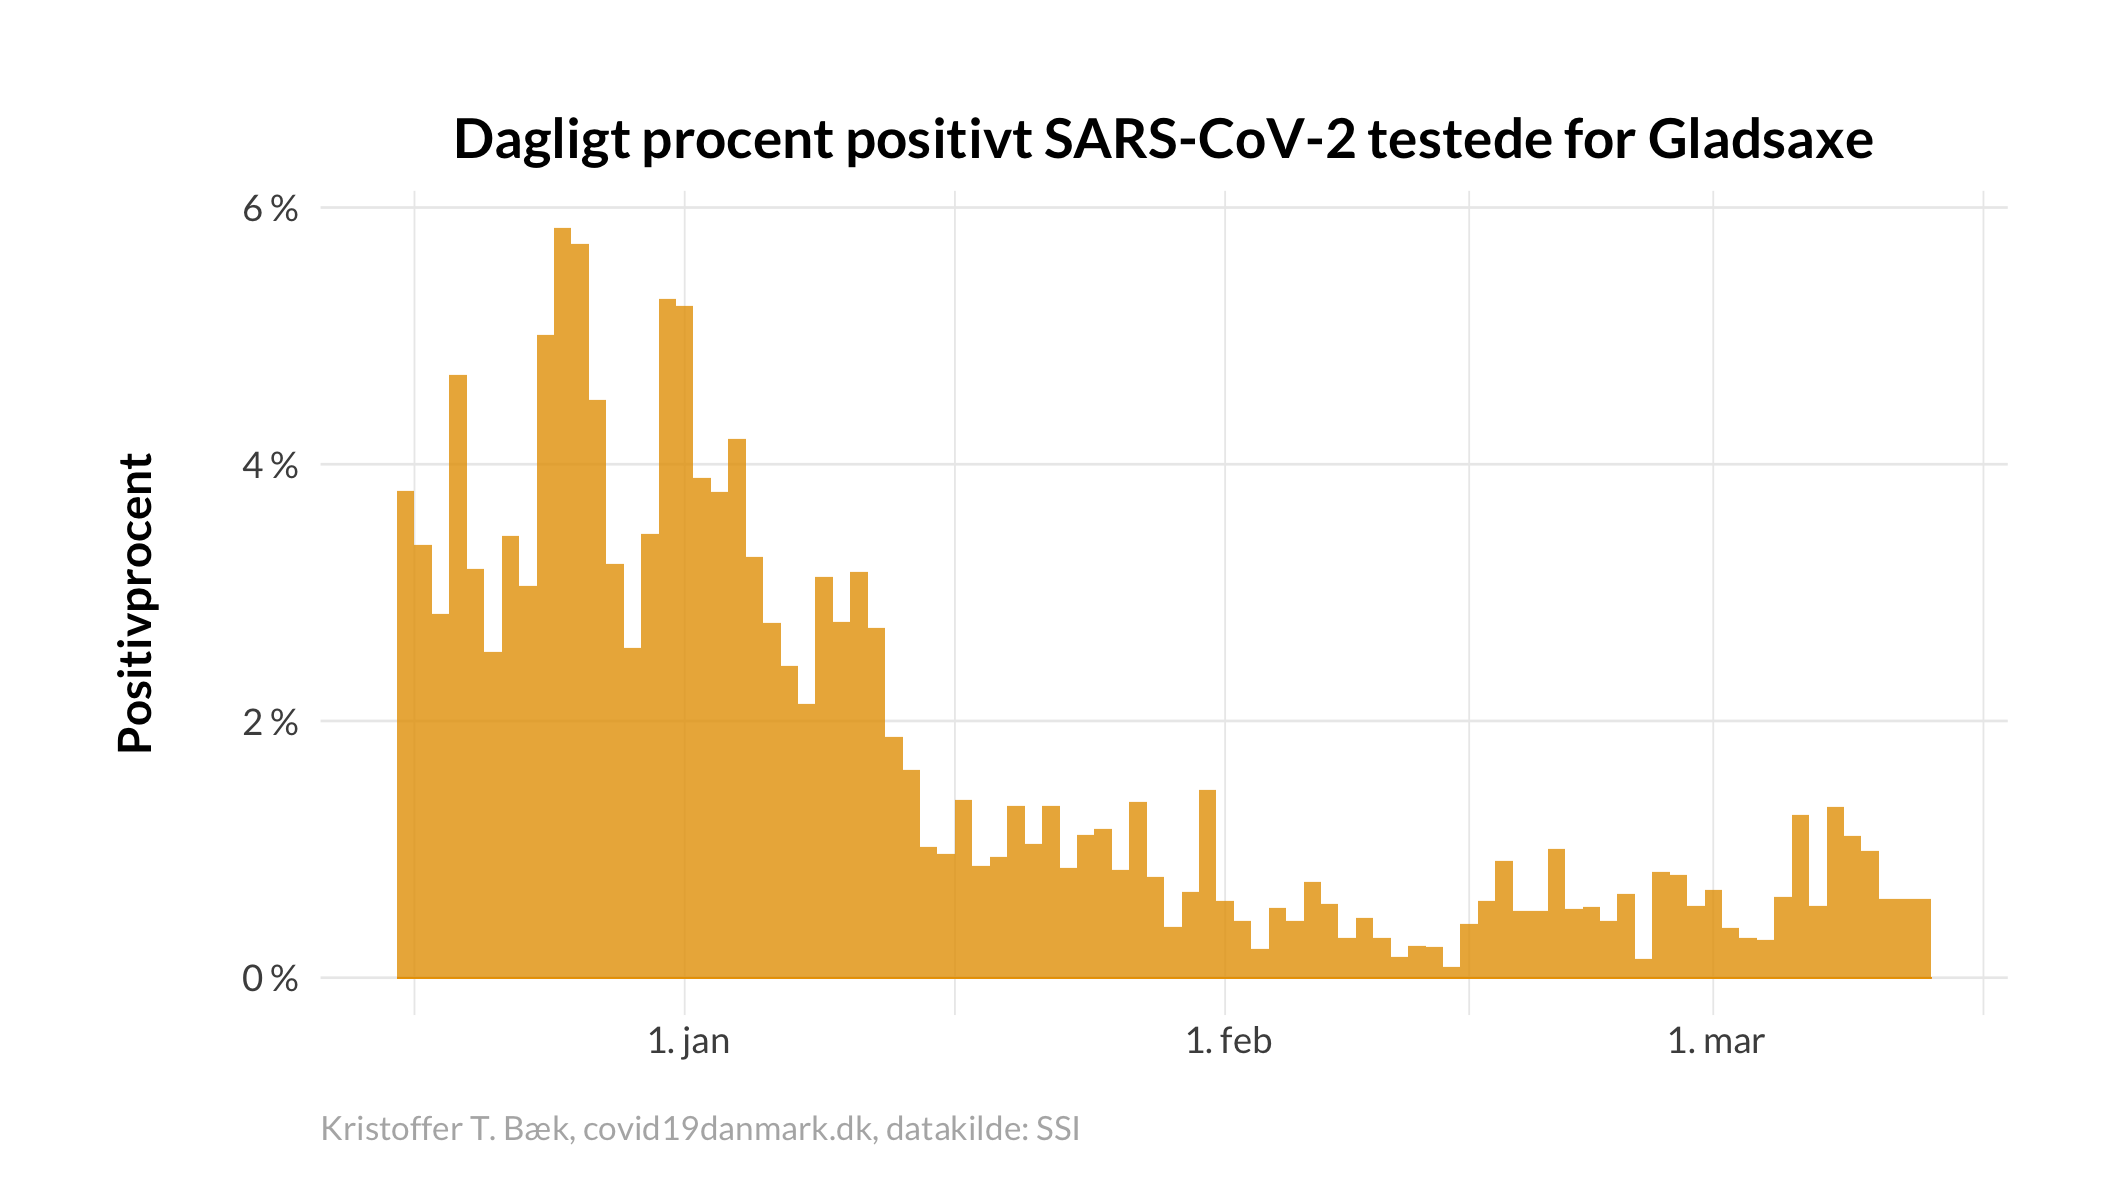 Dagligt procent positivt SARS-CoV-2 testede for Gladsaxe
6 %
4 %
2 %
0 %
Positivprocent
1. jan
1. feb
1. mar
Kristoffer T. Bæk, covid19danmark.dk, datakilde: SSI